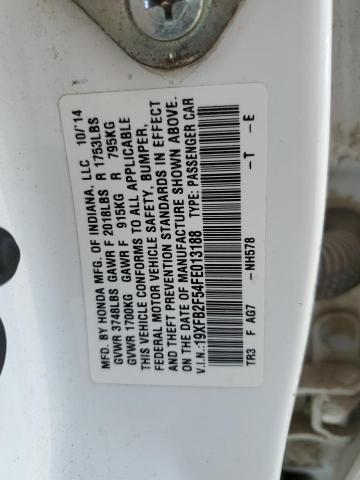 MFD. BY HONDA MFG. OF INDIANA, LLC 10/'14
GVWR 3748LBS GAWR F 2018LBS R 1753LBS
GVWR 1700KG GAWR F 915KG R 795KG
THIS VEHICLE CONFORMS TO ALL APPLICABLE
FEDERAL MOTOR VEHICLE SAFETY, BUMPER,
AND THEFT PREVENTION STANDARDS IN EFFECT
ON THE DATE OF MANUFACTURE SHOWN ABOVE.
V.I.N.:19XFB2F54FE013188 TYPE: PASSENGER CAR
TR3 F AG7 -NH578 -T -E